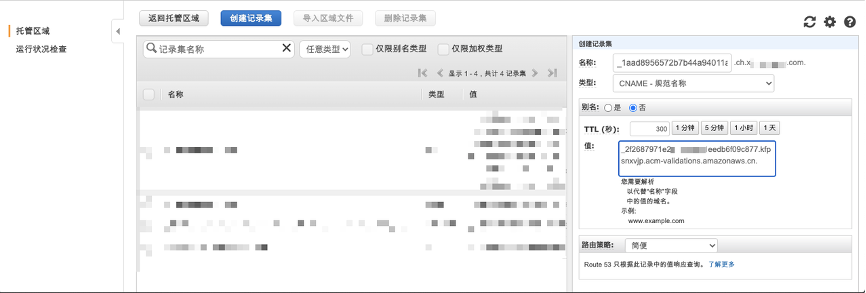 托管区域
运行状况检查
返回托管区域 创建记录集 导入区域文件 删除记录集
记录集名称 任意类型 仅限别名类型 仅限加权类型
显示 1 - 4，共计 4 记录集
名称 类型 值
创建记录集
名称: _1aad8956572b7b44a94011a .ch.x .com.
类型: CNAME - 规范名称
别名: 是 否
TTL (秒): 300 1 分钟 5 分钟 1 小时 1 天
值: _2f2687971e2 eedb6f09c877.kfp
snxvjp.acm-validations.amazonaws.cn.
您需要解析
以代替"名称"字段
中的值的域名。
示例:
www.example.com
路由策略: 简便
Route 53 只根据此记录中的值响应查询。 了解更多